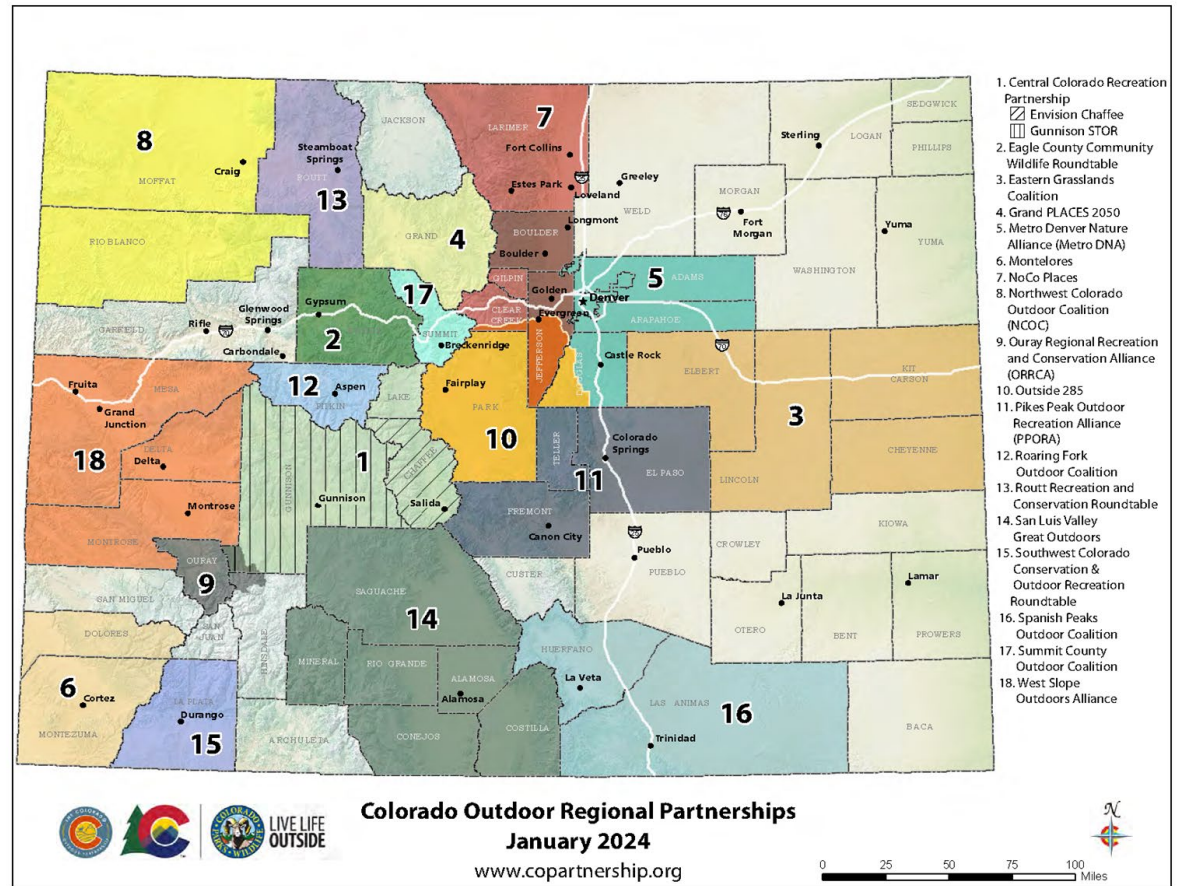 1. Central Colorado Recreation
Partnership
Envision Chaffee
Gunnison STOR
2. Eagle County Community
Wildlife Roundtable
3. Eastern Grasslands
Coalition
4. Grand PLACES 2050
5. Metro Denver Nature
Alliance (Metro DNA)
6. Montelores
7. NoCo Places
8. Northwest Colorado
Outdoor Coalition
(NCOC)
9. Ouray Regional Recreation
and Conservation Alliance
(ORRCA)
10. Outside 285
11. Pikes Peak Outdoor
Recreation Alliance
(PPORA)
12. Roaring Fork
Outdoor Coalition
13. Routt Recreation and
Conservation Roundtable
14. San Luis Valley
Great Outdoors
15. Southwest Colorado
Conservation &
Outdoor Recreation
Roundtable
16. Spanish Peaks
Outdoor Coalition
17. Summit County
Outdoor Coalition
18. West Slope
Outdoors Alliance
8
MOFFAT
Craig
RIO BLANCO
Steamboat
Springs
ROUTT
13
JACKSON
LARIMER
7
Fort Collins
Estes Park
Loveland
25
Greeley
WELD
Sterling
LOGAN
SEDGWICK
PHILLIPS
MORGAN
Fort
Morgan
Yuma
YUMA
WASHINGTON
GRAND
4
Longmont
BOULDER
Boulder
GILPIN
Golden
CLEAR
CREEK
Evergreen
Denver
5
ADAMS
ARAPAHOE
GARFIELD
Rifle
Glenwood
Springs
Carbondale
Gypsum
2
17
SUMMIT
Breckenridge
JEFFERSON
DOUGLAS
Castle Rock
ELBERT
70
KIT
CARSON
3
CHEYENNE
LINCOLN
Fruita
MESA
Grand
Junction
18
DELTA
Delta
Montrose
MONTROSE
12
Aspen
PITKIN
LAKE
Fairplay
PARK
10
GUNNISON
1
Gunnison
CHAFFEE
Salida
TELLER
11
Colorado
Springs
EL PASO
FREMONT
Canon City
OURAY
9
SAN MIGUEL
SAN
JUAN
HINSDALE
DOLORES
6
Cortez
MONTEZUMA
LA PLATA
Durango
15
ARCHULETA
SAGUACHE
14
MINERAL
RIO GRANDE
ALAMOSA
Alamosa
CONEJOS
COSTILLA
CUSTER
25
Pueblo
PUEBLO
CROWLEY
KIOWA
La Junta
OTERO
BENT
Lamar
PROWERS
HUERFANO
La Veta
LAS ANIMAS
16
Trinidad
BACA
COLORADO
PARKS
WILDLIFE
LIVE LIFE
OUTSIDE
Colorado Outdoor Regional Partnerships
January 2024
www.copartnership.org
N
0 25 50 75 100
Miles